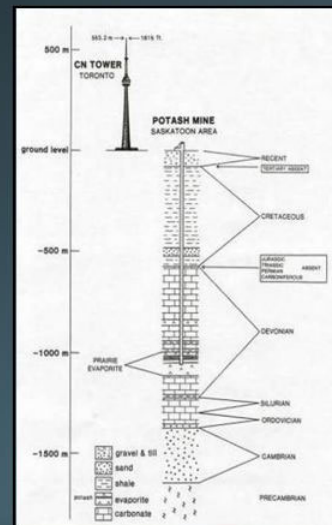 553.2 m 1815 ft.
500 m
CN TOWER
TORONTO
POTASH MINE
SASKATOON AREA
ground level
RECENT
TERTIARY ABSENT
CRETACEOUS
-500 m
JURASSIC
TRIASSIC
PERMIAN
CARBONIFEROUS
ABSENT
DEVONIAN
-1000 m
PRAIRIE
EVAPORITE
SILURIAN
ORDOVICIAN
CAMBRIAN
-1500 m
PRECAMBRIAN
gravel & till
sand
shale
potash
evaporite
carbonate